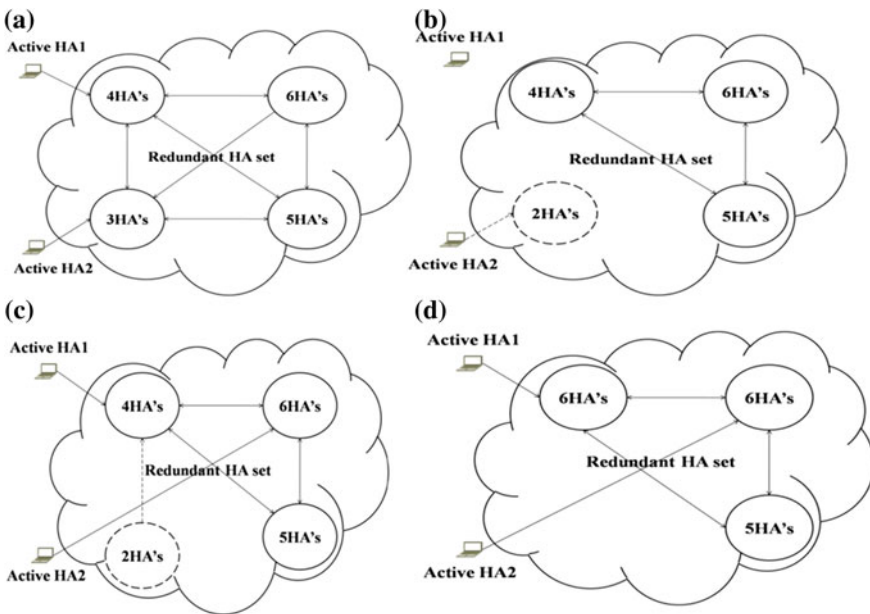 (a)
Active HA1
4HA's
6HA's
Redundant HA set
3HA's
5HA's
Active HA2
(b)
Active HA1
4HA's
6HA's
Redundant HA set
2HA's
5HA's
Active HA2
(c)
Active HA1
4HA's
6HA's
Redundant HA set
2HA's
5HA's
Active HA2
(d)
Active HA1
6HA's
6HA's
Redundant HA set
5HA's
Active HA2